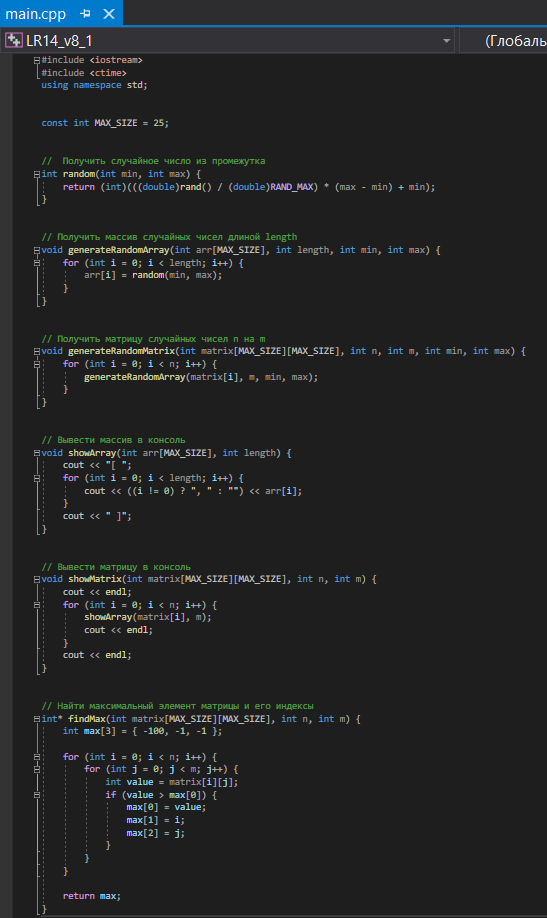 main.cpp
LR14_v8_1
(Глобаль
#include <iostream>
#include <ctime>
using namespace std;
const int MAX_SIZE = 25;
//  Получить случайное число из промежутка
int random(int min, int max) {
    return (int)(((double)rand() / (double)RAND_MAX) * (max - min) + min);
}
// Получить массив случайных чисел длиной length
void generateRandomArray(int arr[MAX_SIZE], int length, int min, int max) {
    for (int i = 0; i < length; i++) {
        arr[i] = random(min, max);
    }
}
// Получить матрицу случайных чисел n на m
void generateRandomMatrix(int matrix[MAX_SIZE][MAX_SIZE], int n, int m, int min, int max) {
    for (int i = 0; i < n; i++) {
        generateRandomArray(matrix[i], m, min, max);
    }
}
// Вывести массив в консоль
void showArray(int arr[MAX_SIZE], int length) {
    cout << "[ ";
    for (int i = 0; i < length; i++) {
        cout << ((i != 0) ? ", " : "") << arr[i];
    }
    cout << " ]";
}
// Вывести матрицу в консоль
void showMatrix(int matrix[MAX_SIZE][MAX_SIZE], int n, int m) {
    cout << endl;
    for (int i = 0; i < n; i++) {
        showArray(matrix[i], m);
        cout << endl;
    }
    cout << endl;
}
// Найти максимальный элемент матрицы и его индексы
int* findMax(int matrix[MAX_SIZE][MAX_SIZE], int n, int m) {
    int max[3] = { -100, -1, -1 };
    for (int i = 0; i < n; i++) {
        for (int j = 0; j < m; j++) {
            int value = matrix[i][j];
            if (value > max[0]) {
                max[0] = value;
                max[1] = i;
                max[2] = j;
            }
        }
    }
    return max;
}